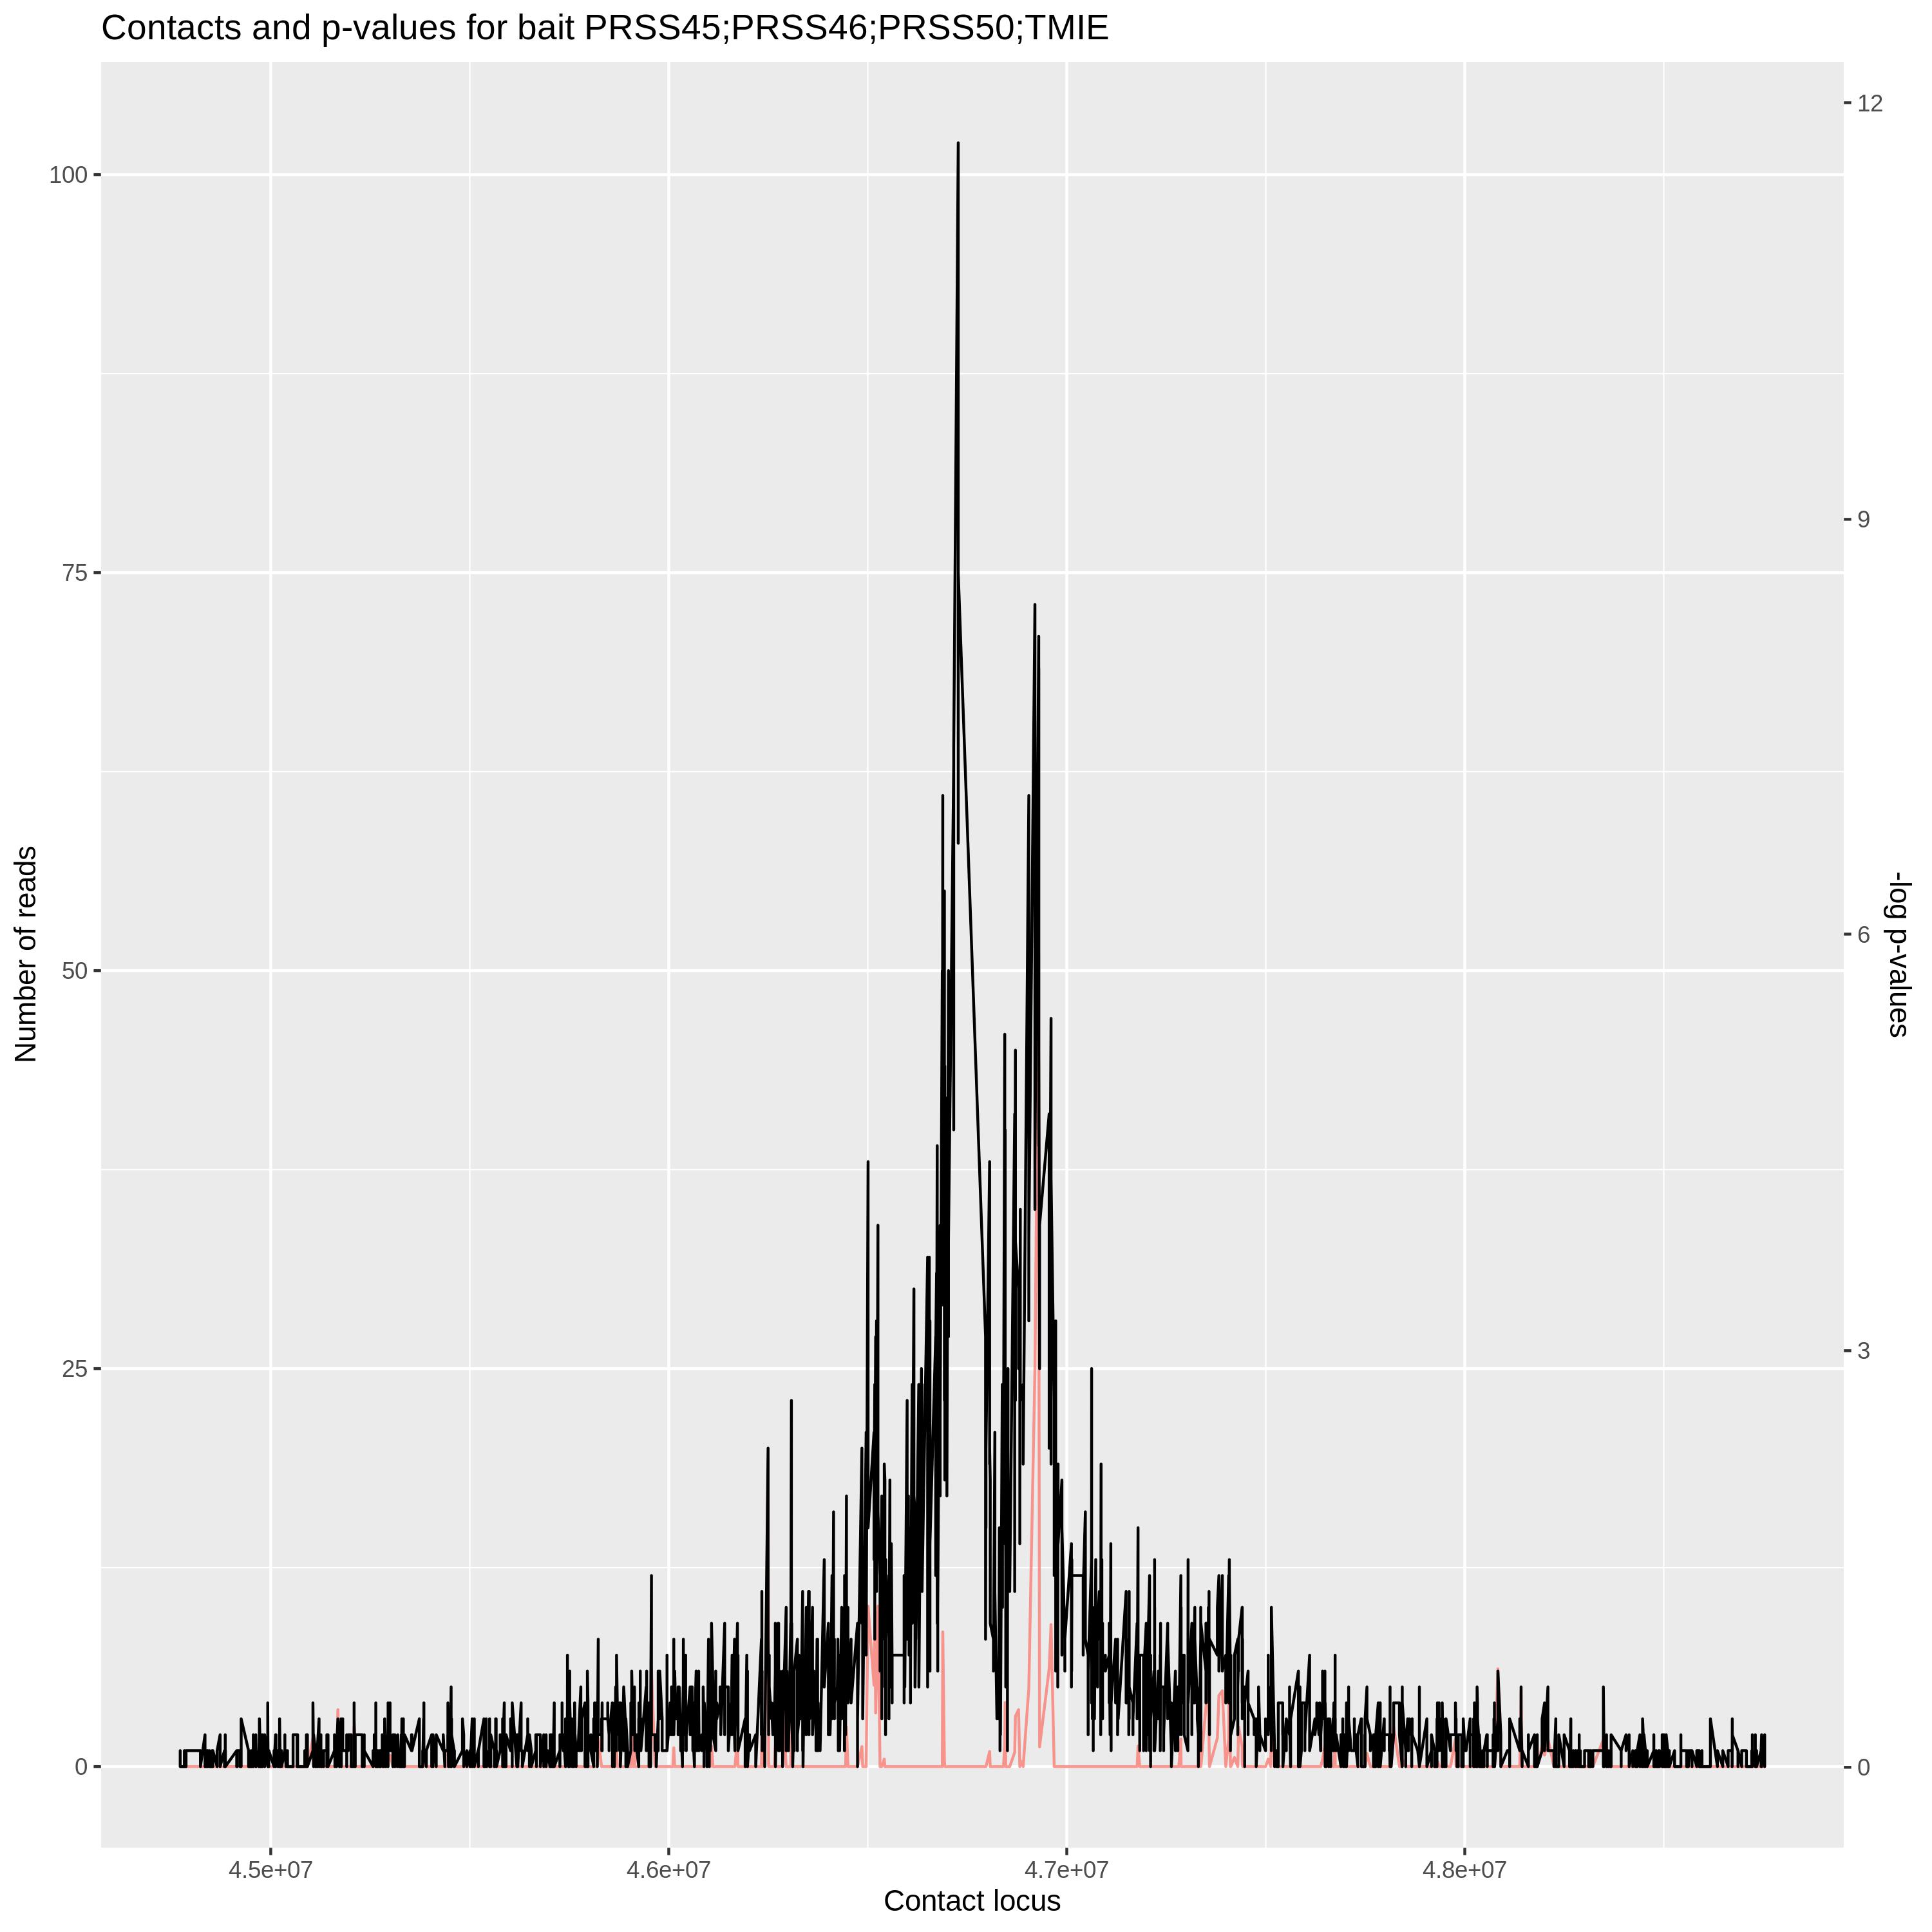 Contacts and p-values for bait PRSS45;PRSS46;PRSS50;TMIE
Number of reads
100
75
50
25
0
12
9
6
3
0
-log p-values
4.5e+07
4.6e+07
4.7e+07
4.8e+07
Contact locus